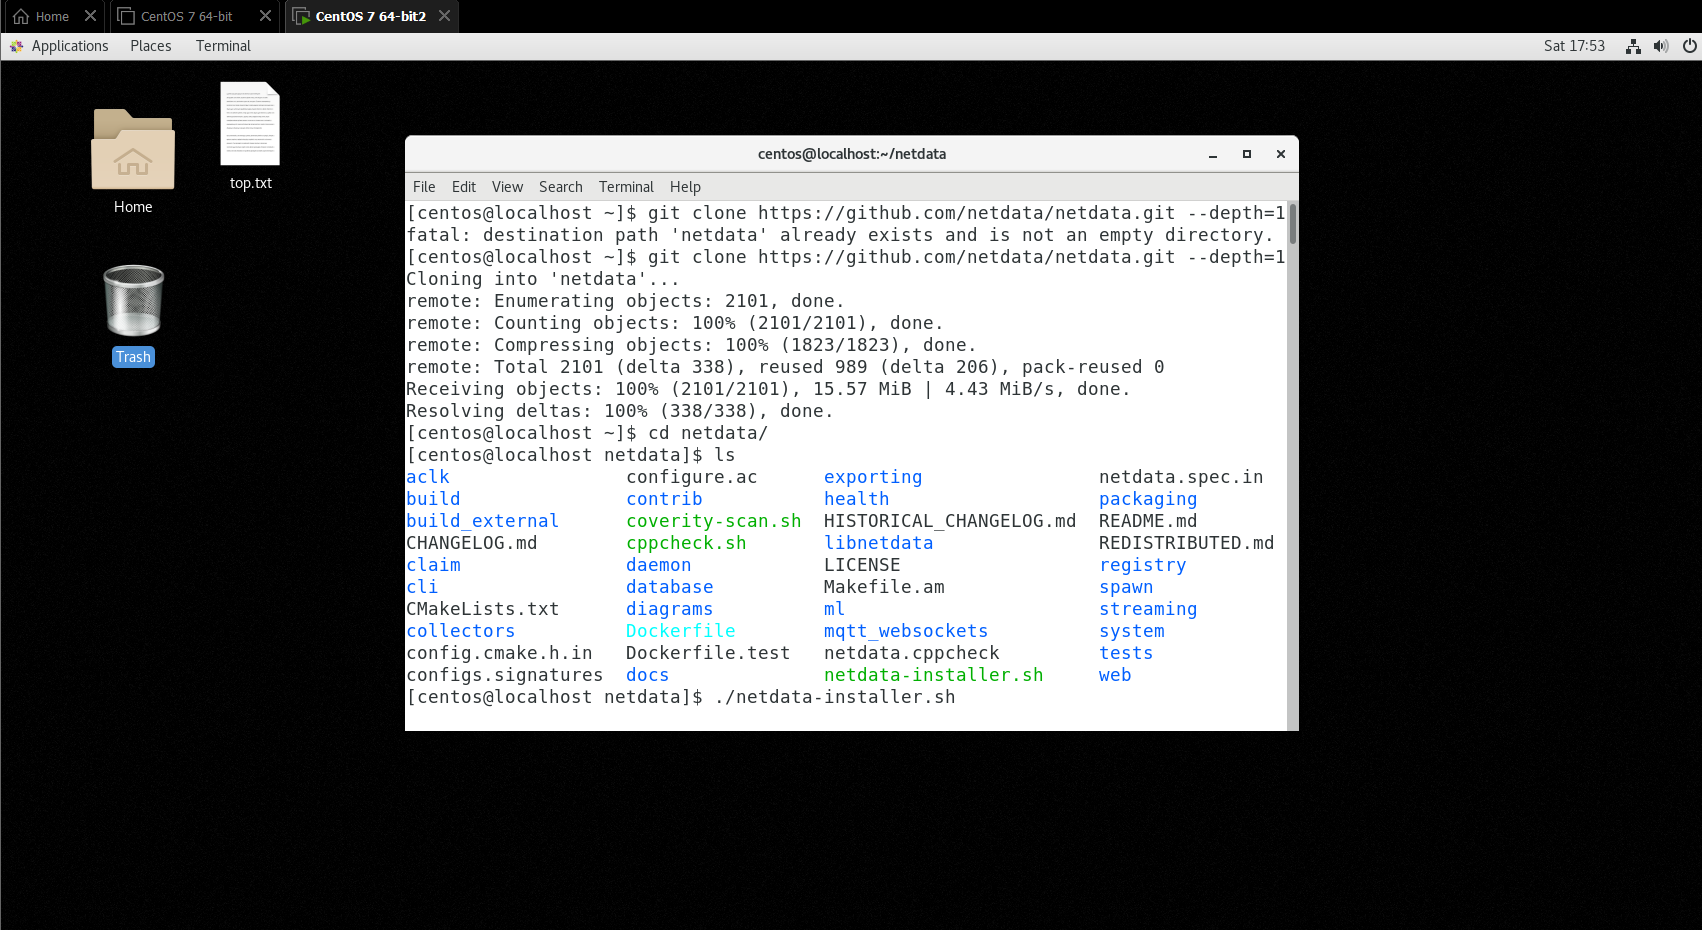 Home
CentOS 7 64-bit
CentOS 7 64-bit2
Applications Places Terminal
Sat 17:53
top.txt
Home
Trash
centos@localhost:~/netdata
File Edit View Search Terminal Help
[centos@localhost ~]$ git clone https://github.com/netdata/netdata.git --depth=1
fatal: destination path 'netdata' already exists and is not an empty directory.
[centos@localhost ~]$ git clone https://github.com/netdata/netdata.git --depth=1
Cloning into 'netdata'...
remote: Enumerating objects: 2101, done.
remote: Counting objects: 100% (2101/2101), done.
remote: Compressing objects: 100% (1823/1823), done.
remote: Total 2101 (delta 338), reused 989 (delta 206), pack-reused 0
Receiving objects: 100% (2101/2101), 15.57 MiB | 4.43 MiB/s, done.
Resolving deltas: 100% (338/338), done.
[centos@localhost ~]$ cd netdata/
[centos@localhost netdata]$ ls
aclk configure.ac exporting netdata.spec.in
build contrib health packaging
build_external coverity-scan.sh HISTORICAL_CHANGELOG.md README.md
CHANGELOG.md cppcheck.sh libnetdata REDISTRIBUTED.md
claim daemon LICENSE registry
cli database Makefile.am spawn
CMakeLists.txt diagrams ml streaming
collectors Dockerfile mqtt_websockets system
config.cmake.h.in Dockerfile.test netdata.cppcheck tests
configs.signatures docs netdata-installer.sh web
[centos@localhost netdata]$ ./netdata-installer.sh